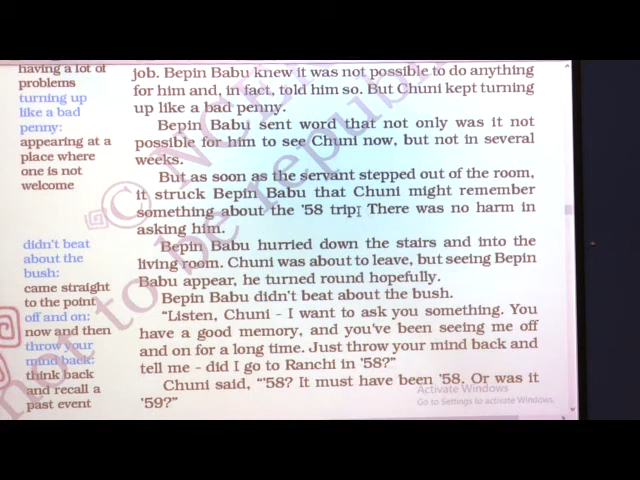 having a lot of
problems
turning up
like a bad
penny:
appearing at a
place where
one is not
welcome
didn't beat
about the
bush:
came straight
to the point
off and on:
now and then
throw your
mind back:
think back
and recall a
past event
job. Bepin Babu knew it was not possible to do anything
for him and, in fact, told him so. But Chuni kept turning
up like a bad penny.
Bepin Babu sent word that not only was it not
possible for him to see Chuni now, but not in several
weeks.
But as soon as the servant stepped out of the room,
it struck Bepin Babu that Chuni might remember
something about the '58 trip. There was no harm in
asking him.
Bepin Babu hurried down the stairs and into the
living room. Chuni was about to leave, but seeing Bepin
Babu appear, he turned round hopefully.
Bepin Babu didn't beat about the bush.
“Listen, Chuni - I want to ask you something. You
have a good memory, and you've been seeing me off
and on for a long time. Just throw your mind back and
tell me - did I go to Ranchi in '58?”
Chuni said, “'58? It must have been '58. Or was it
'59?”
© NCE
not to be republi
Activate Windows
Go to Settings to activate Windows.